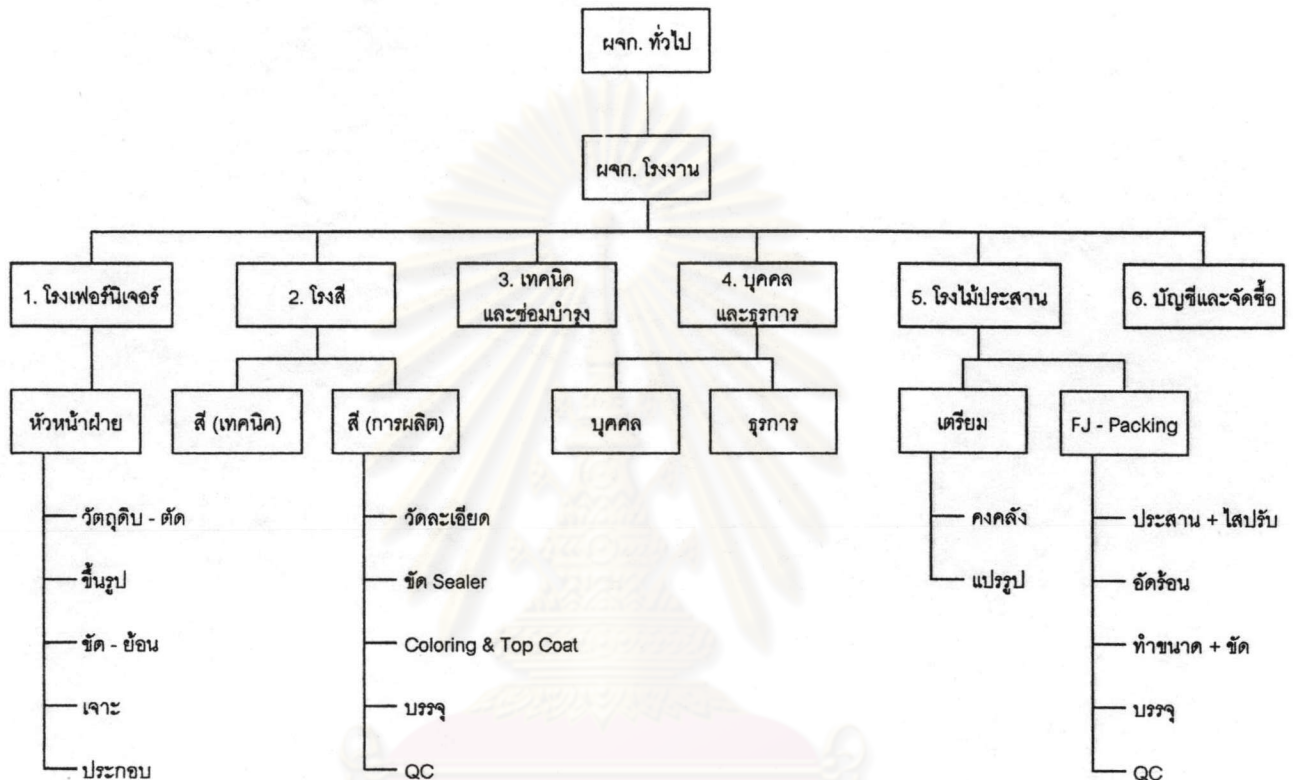 ผจก. ทั่วไป
ผจก. โรงงาน
1. โรงเฟอร์นิเจอร์
2. โรงสี
3. เทคนิค
และซ่อมบำรุง
4. บุคคล
และธุรการ
5. โรงไม้ประสาน
6. บัญชีและจัดซื้อ
หัวหน้าฝ่าย
สี (เทคนิค)
สี (การผลิต)
บุคคล
ธุรการ
เตรียม
FJ - Packing
วัตถุดิบ - ตัด
ขึ้นรูป
ขัด - ย้อน
เจาะ
ประกอบ
วัดละเอียด
ขัด Sealer
Coloring & Top Coat
บรรจุ
QC
คงคลัง
แปรรูป
ประสาน + ไสปรับ
อัดร้อน
ทำขนาด + ขัด
บรรจุ
QC